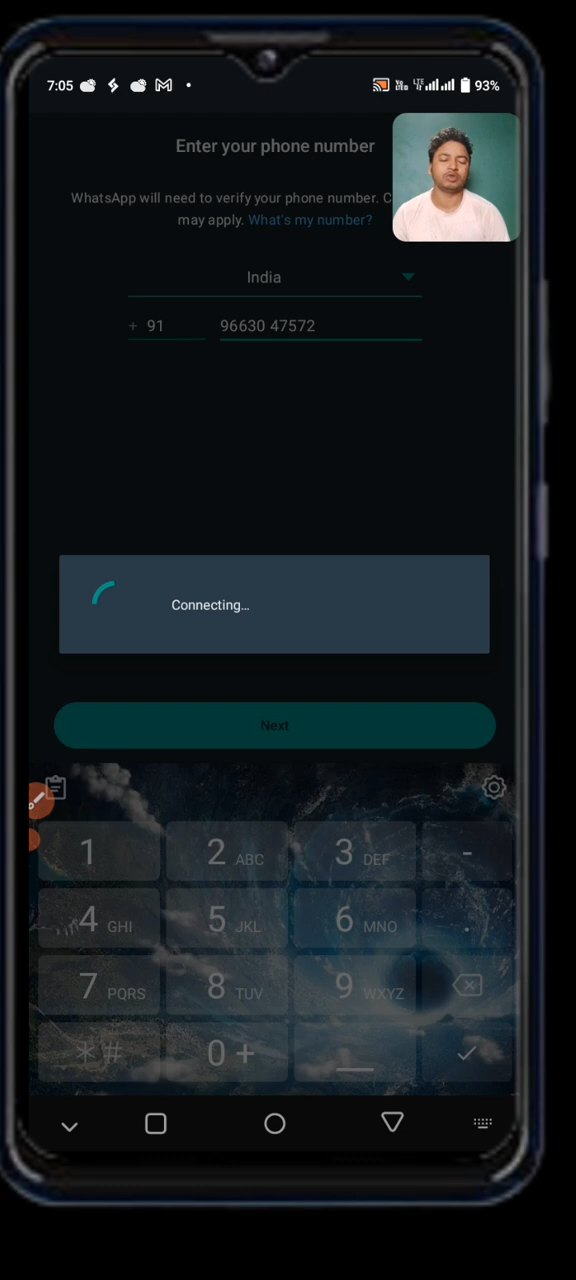 7:05
93%
Enter your phone number
WhatsApp will need to verify your phone number. C
may apply. What's my number?
India
+ 91 96630 47572
Connecting...
Next
1 2 ABC 3 DEF -
4 GHI 5 JKL 6 MNO .
7 PQRS 8 TUV 9 WXYZ
*# 0 +